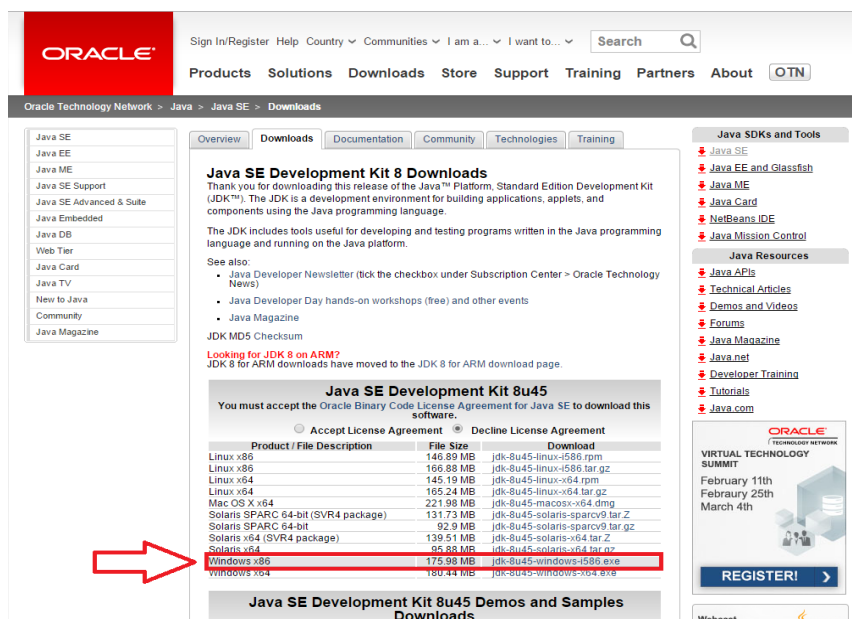 ORACLE
Sign In/Register Help Country Communities I am a... I want to... Search
Products Solutions Downloads Store Support Training Partners About OTN
Oracle Technology Network > Java > Java SE > Downloads
Java SE
Java EE
Java ME
Java SE Support
Java SE Advanced & Suite
Java Embedded
Java DB
Web Tier
Java Card
Java TV
New to Java
Community
Java Magazine
Overview Downloads Documentation Community Technologies Training
Java SE Development Kit 8 Downloads
Thank you for downloading this release of the Java™ Platform, Standard Edition Development Kit
(JDK™). The JDK is a development environment for building applications, applets, and
components using the Java programming language.
The JDK includes tools useful for developing and testing programs written in the Java programming
language and running on the Java platform.
See also:
• Java Developer Newsletter (tick the checkbox under Subscription Center > Oracle Technology
News)
• Java Developer Day hands-on workshops (free) and other events
• Java Magazine
JDK MD5 Checksum
Looking for JDK 8 on ARM?
JDK 8 for ARM downloads have moved to the JDK 8 for ARM download page.
Java SE Development Kit 8u45
You must accept the Oracle Binary Code License Agreement for Java SE to download this
software.
Accept License Agreement Decline License Agreement
Product / File Description File Size Download
Linux x86 146.89 MB jdk-8u45-linux-i586.rpm
Linux x86 166.88 MB jdk-8u45-linux-i586.tar.gz
Linux x64 145.19 MB jdk-8u45-linux-x64.rpm
Linux x64 165.24 MB jdk-8u45-linux-x64.tar.gz
Mac OS X x64 221.98 MB jdk-8u45-macosx-x64.dmg
Solaris SPARC 64-bit (SVR4 package) 131.73 MB jdk-8u45-solaris-sparcv9.tar.Z
Solaris SPARC 64-bit 92.9 MB jdk-8u45-solaris-sparcv9.tar.gz
Solaris x64 (SVR4 package) 139.51 MB jdk-8u45-solaris-x64.tar.Z
Solaris x64 95.88 MB jdk-8u45-solaris-x64.tar.gz
Windows x86 175.98 MB jdk-8u45-windows-i586.exe
Windows x64 180.44 MB jdk-8u45-windows-x64.exe
Java SE Development Kit 8u45 Demos and Samples
Downloads
Java SDKs and Tools
Java SE
Java EE and Glassfish
Java ME
Java Card
NetBeans IDE
Java Mission Control
Java Resources
Java APIs
Technical Articles
Demos and Videos
Forums
Java Magazine
Java.net
Developer Training
Tutorials
Java.com
ORACLE
TECHNOLOGY NETWORK
VIRTUAL TECHNOLOGY
SUMMIT
February 11th
Febraury 25th
March 4th
REGISTER!
Webcast